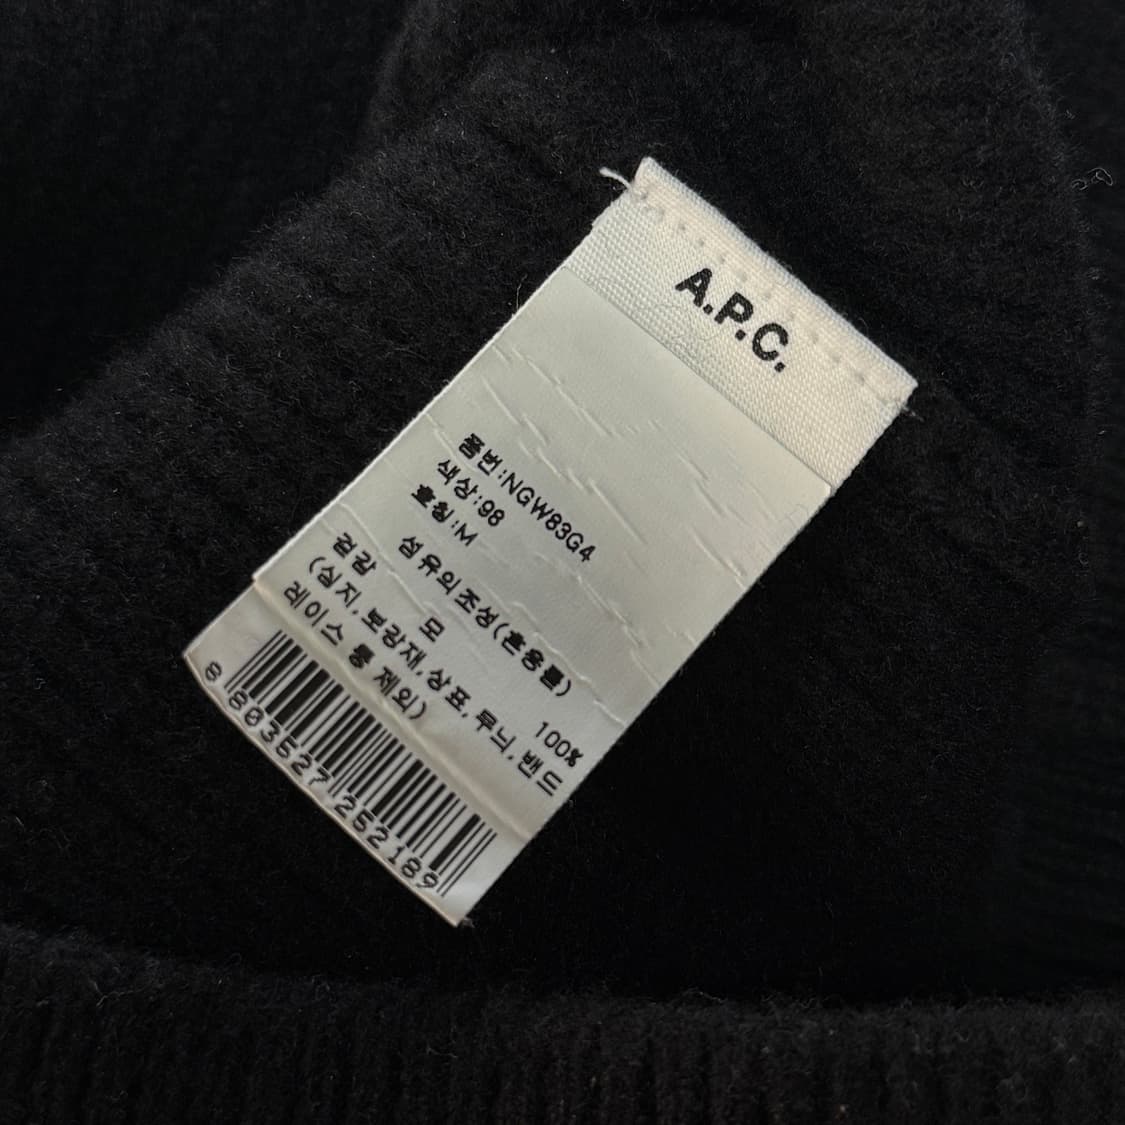 A.P.C.
품번:NGW83G4
색상:98
호칭:M
섬유의조성(혼용률)
겉감 모 100%
(심지,보강재,상표,무늬,밴드
레이스 등 제외)
8 803527 252189